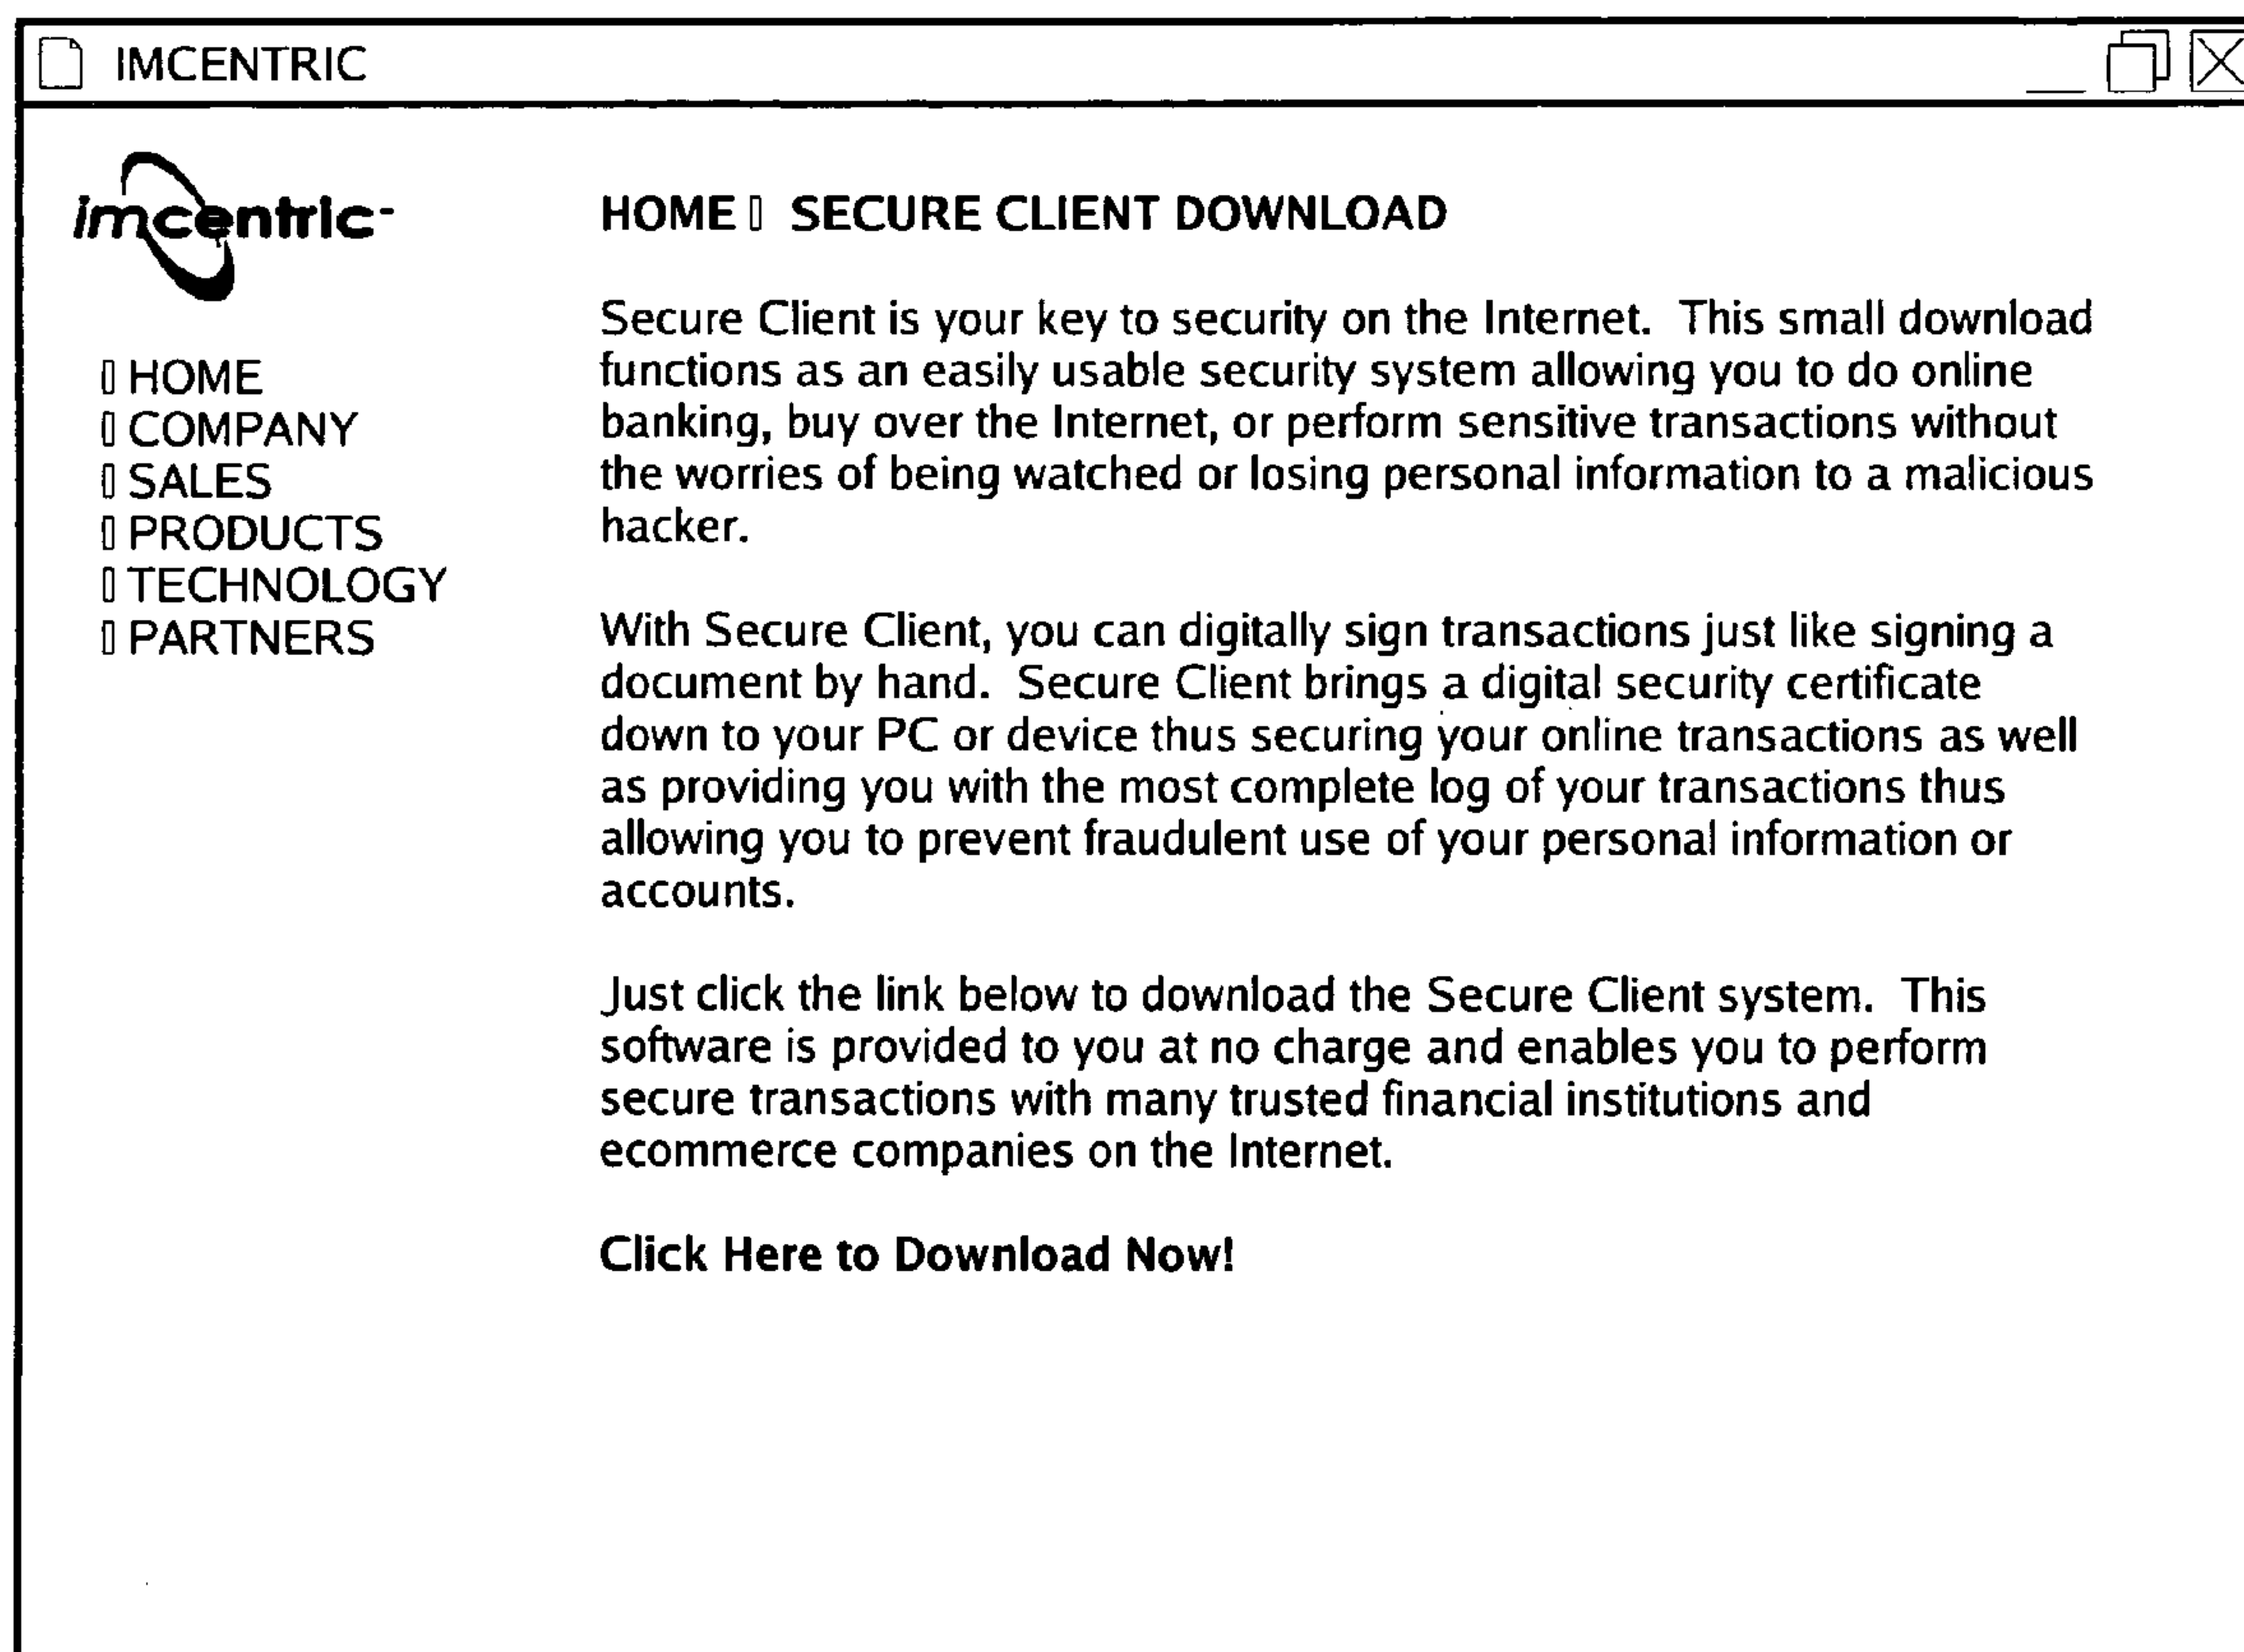 IMCENTRIC
imcentric
HOME ▯ SECURE CLIENT DOWNLOAD
▯ HOME
▯ COMPANY
▯ SALES
▯ PRODUCTS
▯ TECHNOLOGY
▯ PARTNERS
Secure Client is your key to security on the Internet. This small download
functions as an easily usable security system allowing you to do online
banking, buy over the Internet, or perform sensitive transactions without
the worries of being watched or losing personal information to a malicious
hacker.
With Secure Client, you can digitally sign transactions just like signing a
document by hand. Secure Client brings a digital security certificate
down to your PC or device thus securing your online transactions as well
as providing you with the most complete log of your transactions thus
allowing you to prevent fraudulent use of your personal information or
accounts.
Just click the link below to download the Secure Client system. This
software is provided to you at no charge and enables you to perform
secure transactions with many trusted financial institutions and
ecommerce companies on the Internet.
Click Here to Download Now!